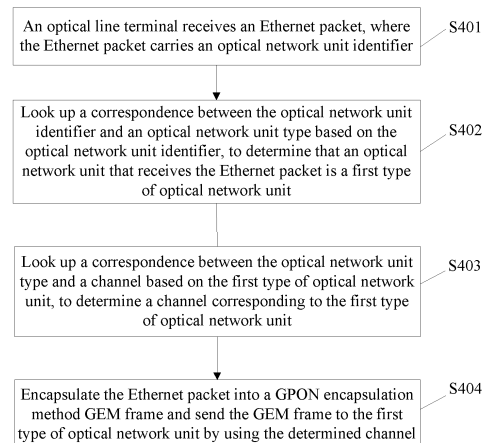 An optical line terminal receives an Ethernet packet, where
the Ethernet packet carries an optical network unit identifier
S401
Look up a correspondence between the optical network unit
identifier and an optical network unit type based on the
optical network unit identifier, to determine that an optical
network unit that receives the Ethernet packet is a first type
of optical network unit
S402
Look up a correspondence between the optical network unit
type and a channel based on the first type of optical network
unit, to determine a channel corresponding to the first type
of optical network unit
S403
Encapsulate the Ethernet packet into a GPON encapsulation
method GEM frame and send the GEM frame to the first
type of optical network unit by using the determined channel
S404